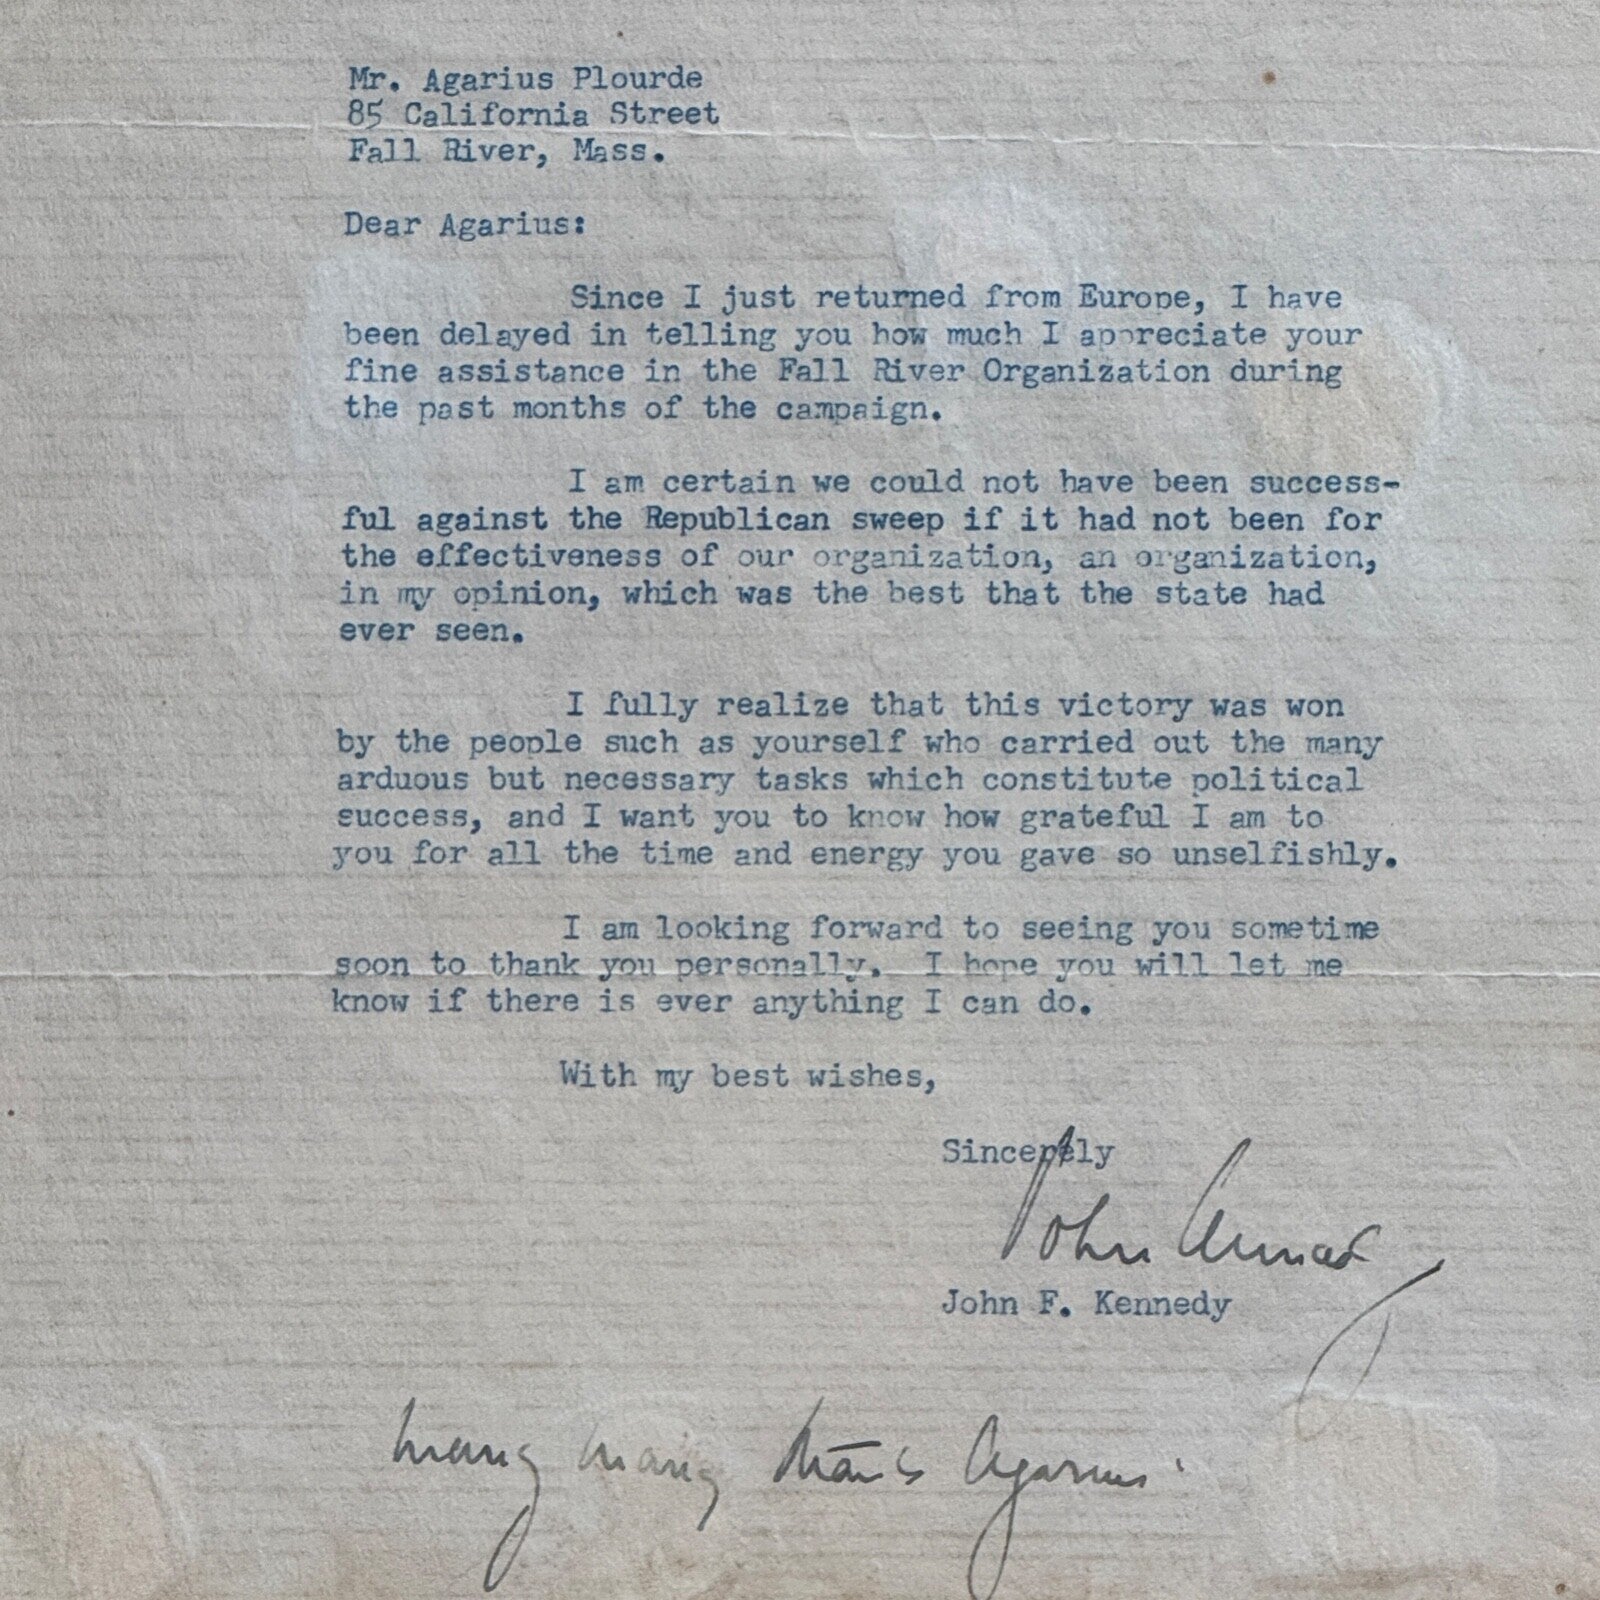 Mr. Agarius Plourde
85 California Street
Fall River, Mass.
Dear Agarius:
Since I just returned from Europe, I have
been delayed in telling you how much I appreciate your
fine assistance in the Fall River Organization during
the past months of the campaign.
I am certain we could not have been success-
ful against the Republican sweep if it had not been for
the effectiveness of our organization, an organization,
in my opinion, which was the best that the state had
ever seen.
I fully realize that this victory was won
by the people such as yourself who carried out the many
arduous but necessary tasks which constitute political
success, and I want you to know how grateful I am to
you for all the time and energy you gave so unselfishly.
I am looking forward to seeing you sometime
soon to thank you personally. I hope you will let me
know if there is ever anything I can do.
With my best wishes,
Sincerely
John Kennedy
John F. Kennedy
Many many thanks Agarius